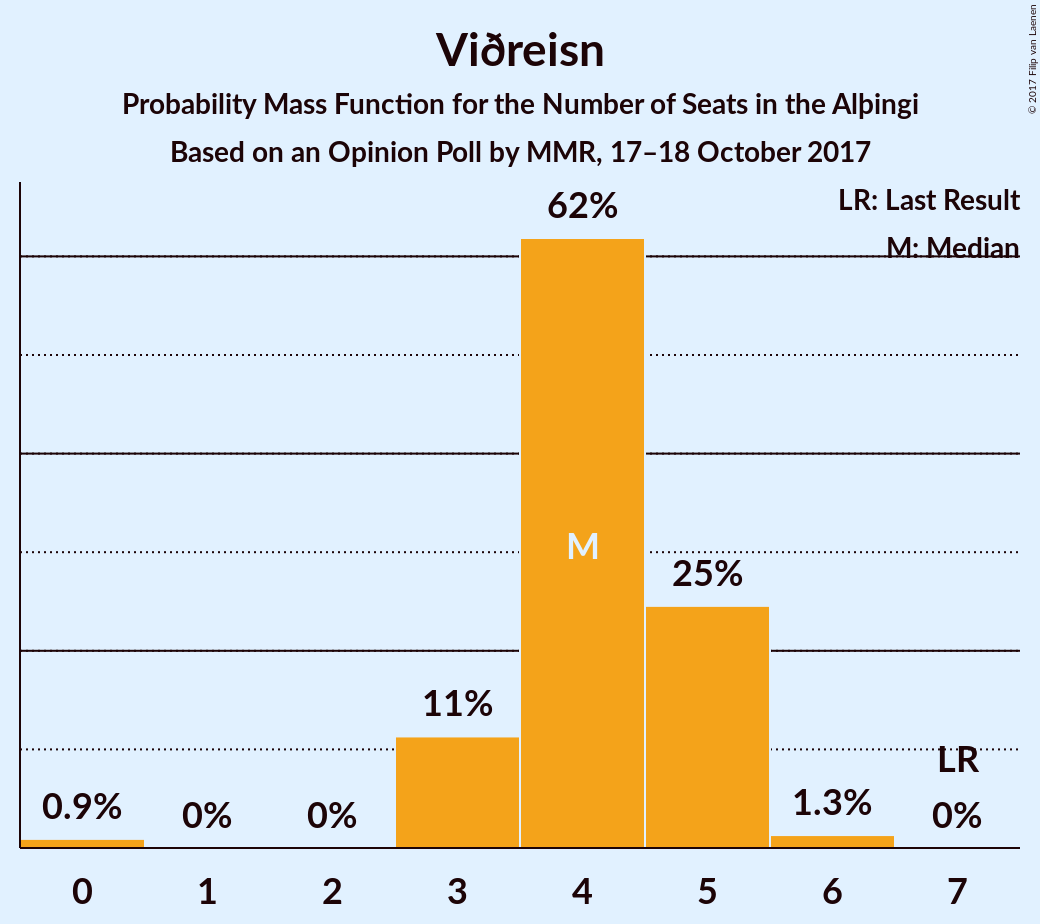 Viðreisn
Probability Mass Function for the Number of Seats in the Alþingi
Based on an Opinion Poll by MMR, 17–18 October 2017
© 2017 Filip van Laenen
LR: Last Result
M: Median
62%
M
25%
11%
LR
0.9%
0%
0%
1.3%
0%
0 1 2 3 4 5 6 7